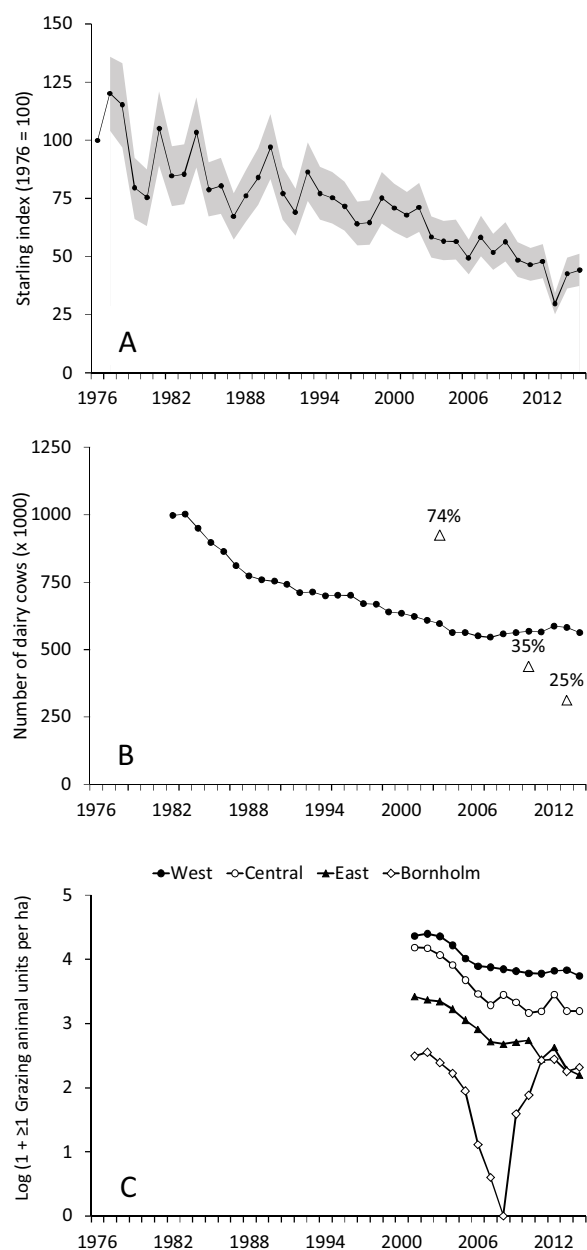 150
125
100
75
50
25
0
Starling index (1976 = 100)
A
1976 1982 1988 1994 2000 2006 2012
1250
1000
750
500
250
0
Number of dairy cows (x 1000)
74%
35%
25%
B
1976 1982 1988 1994 2000 2006 2012
West Central East Bornholm
5
4
3
2
1
0
Log (1 + ≥1 Grazing animal units per ha)
C
1976 1982 1988 1994 2000 2006 2012